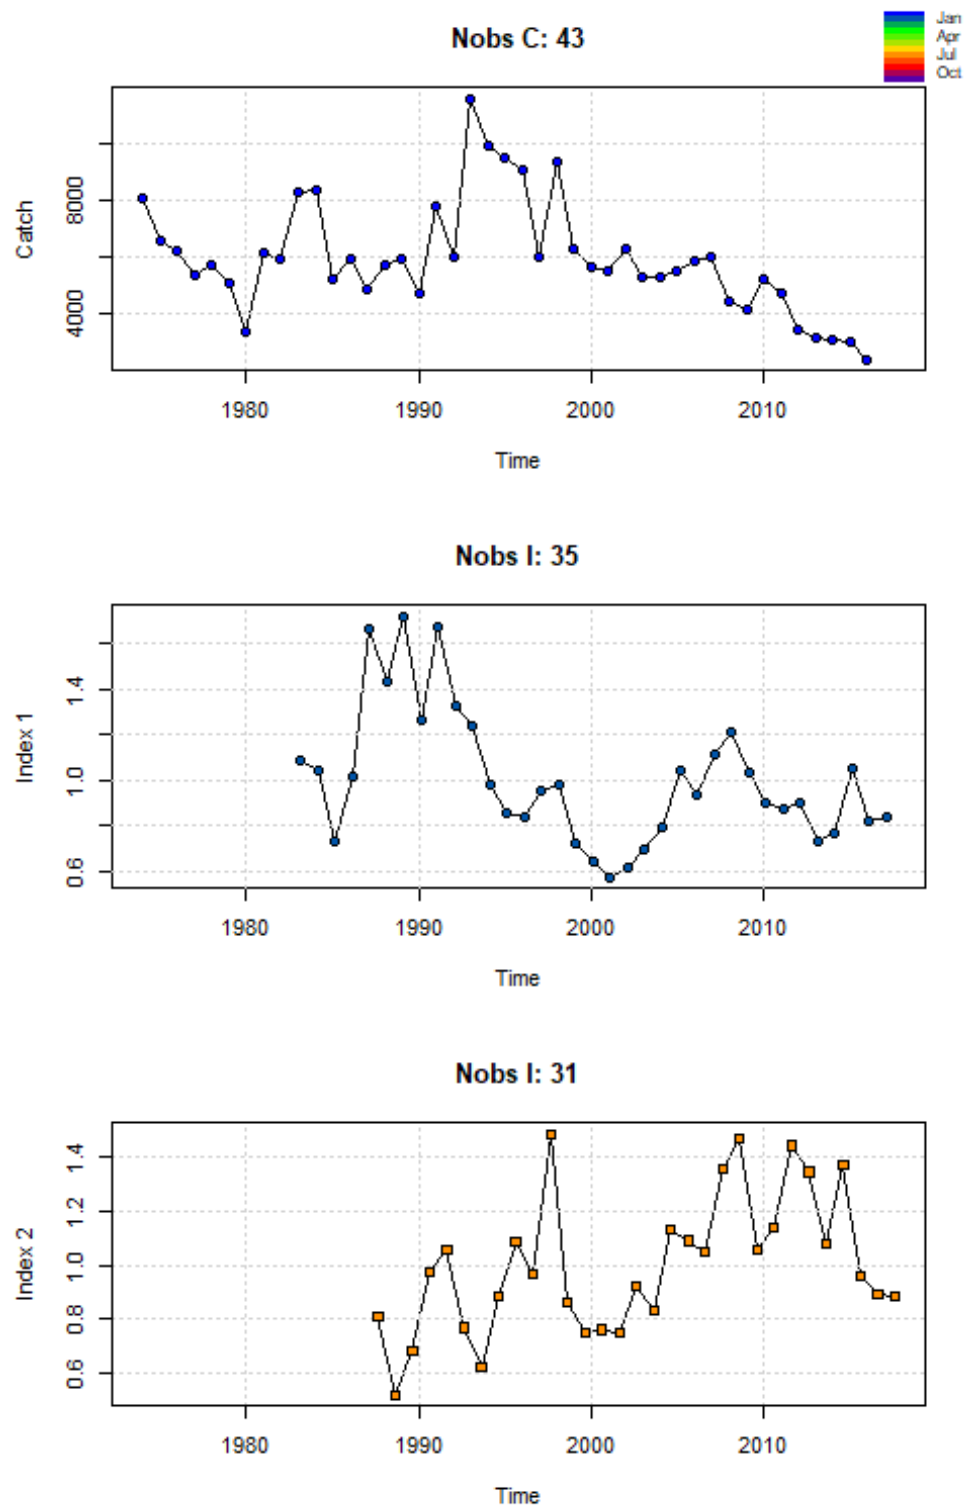 Nobs C: 43
Jan
Apr
Jul
Oct
Catch
8000
4000
1980 1990 2000 2010
Time
Nobs I: 35
Index 1
1.4
1.0
0.6
1980 1990 2000 2010
Time
Nobs I: 31
Index 2
1.4
1.2
1.0
0.8
0.6
1980 1990 2000 2010
Time